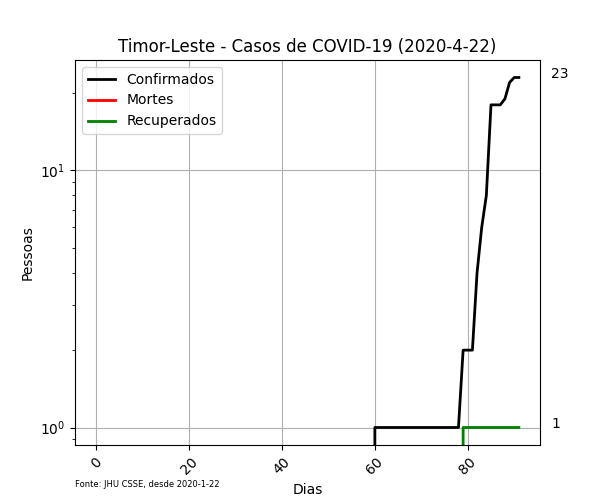 Timor-Leste - Casos de COVID-19 (2020-4-22)
Confirmados
Mortes
Recuperados
23
10¹
Pessoas
10⁰
1
0
20
40
60
80
Fonte: JHU CSSE, desde 2020-1-22
Dias